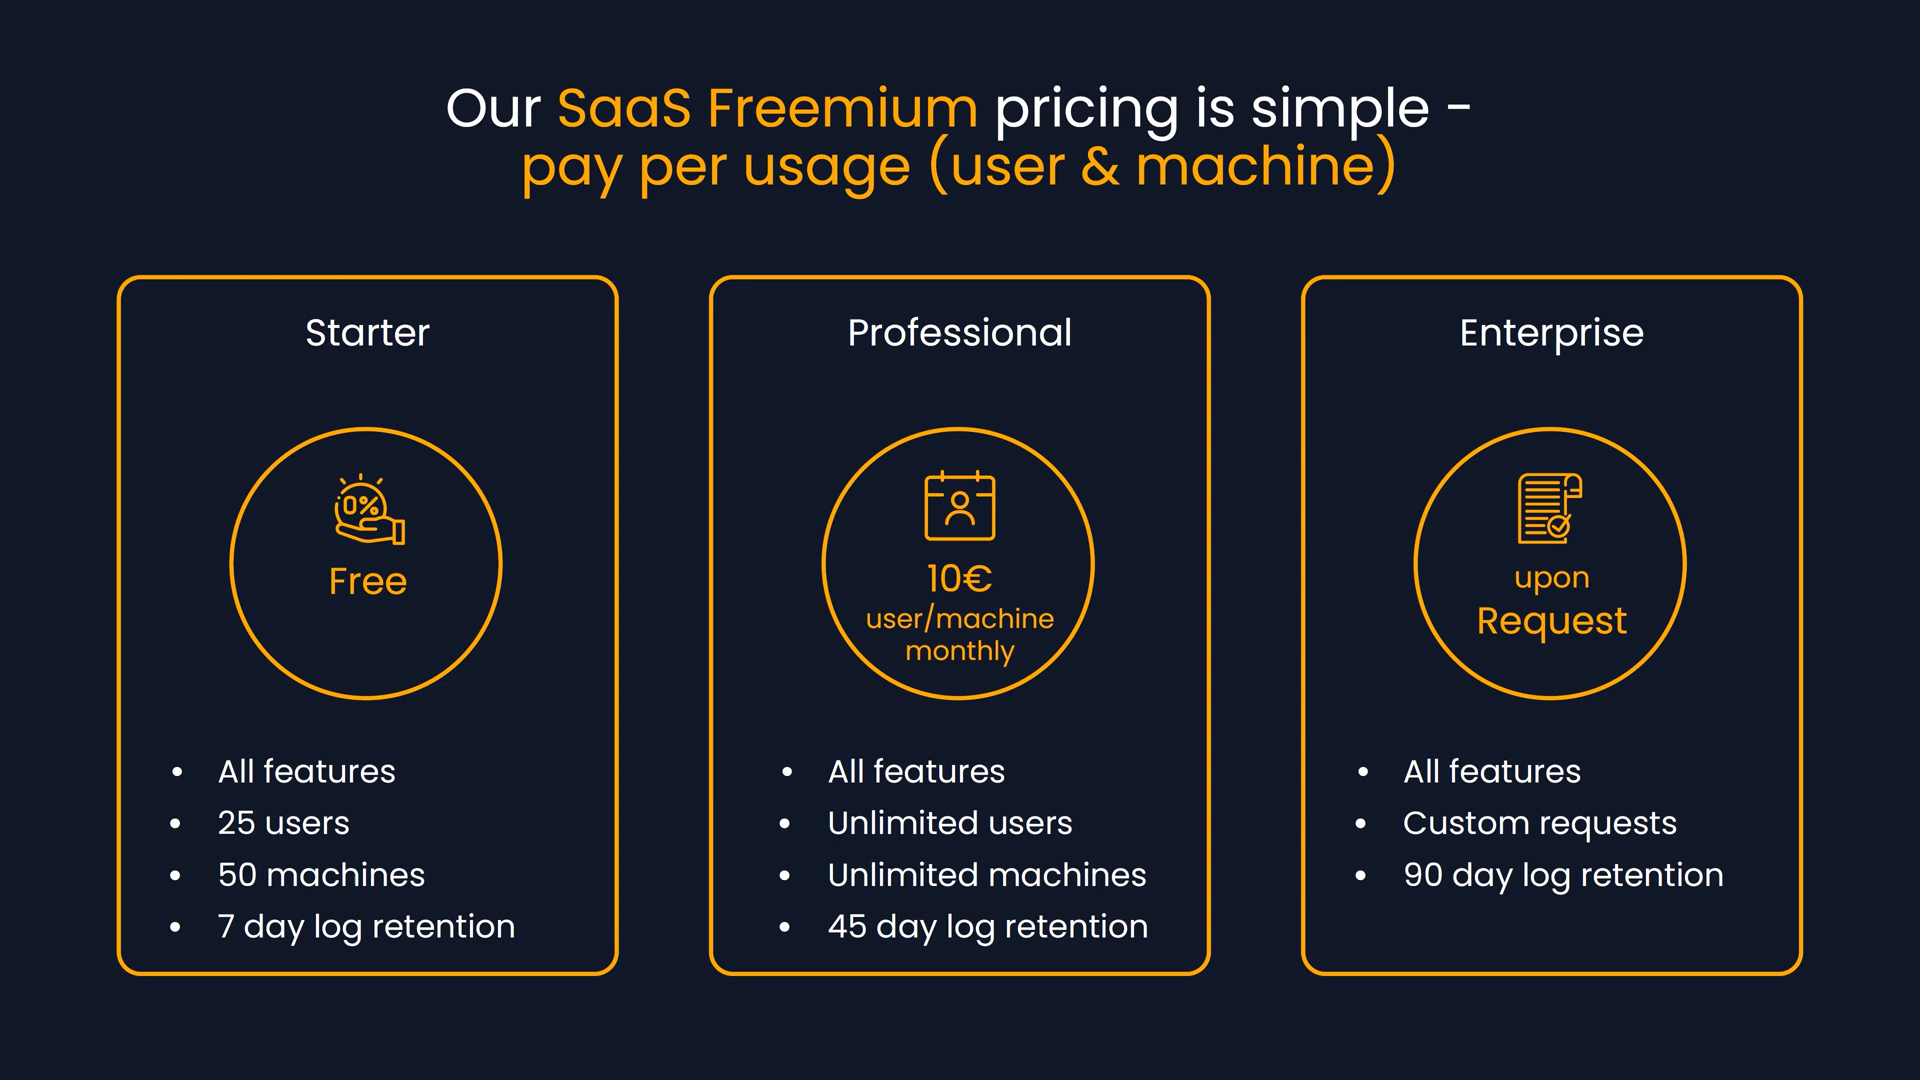 Our SaaS Freemium pricing is simple -
pay per usage (user & machine)
Starter
0%
Free
• All features
• 25 users
• 50 machines
• 7 day log retention
Professional
10€
user/machine
monthly
• All features
• Unlimited users
• Unlimited machines
• 45 day log retention
Enterprise
upon
Request
• All features
• Custom requests
• 90 day log retention